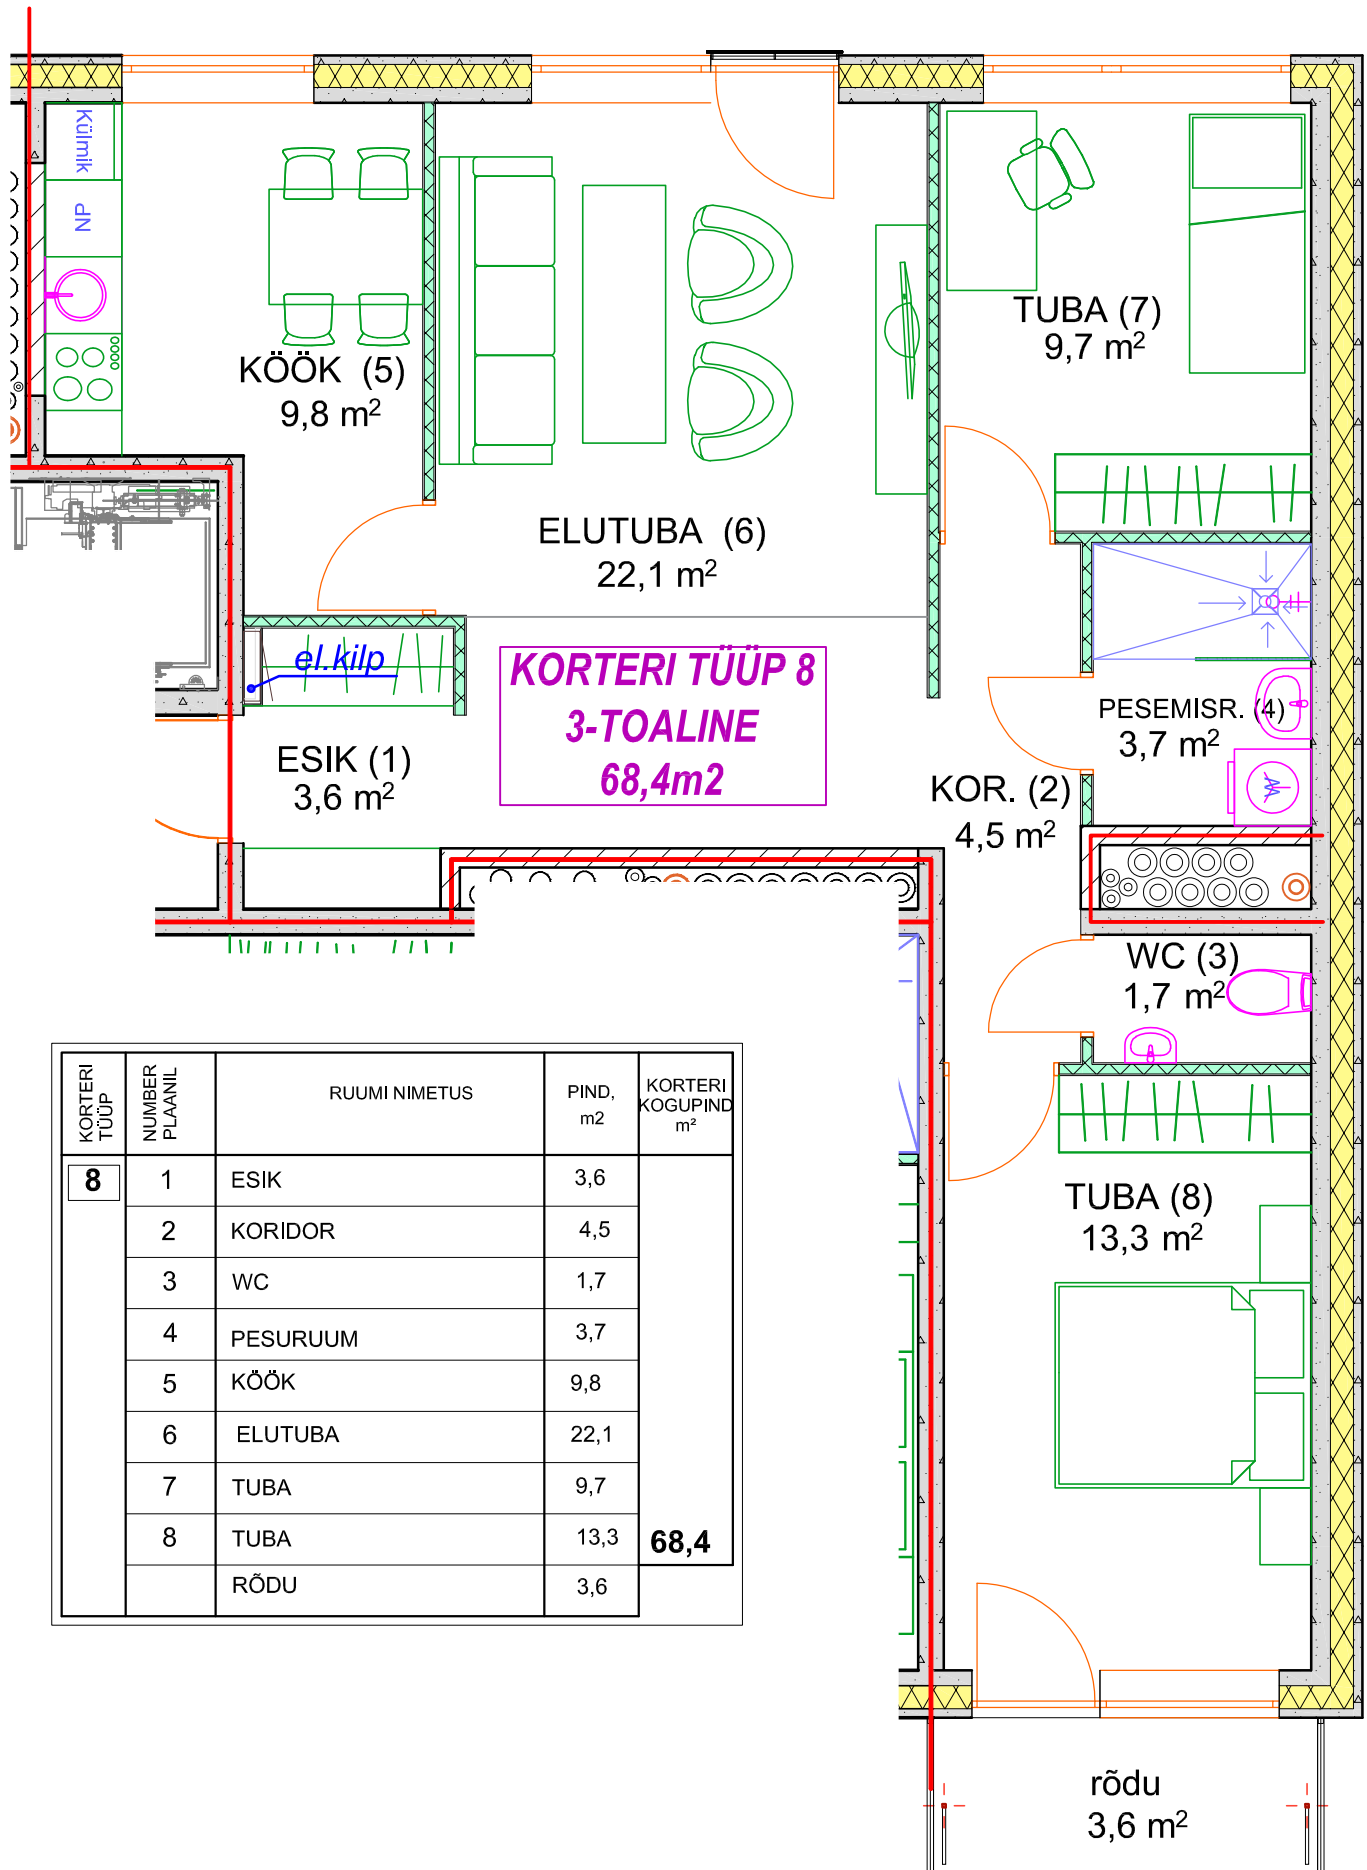 Külmik
NP
KÖÖK (5)
9,8 m²
ELUTUBA (6)
22,1 m²
TUBA (7)
9,7 m²
el.kilp
KORTERI TÜÜP 8
3-TOALINE
68,4m2
ESIK (1)
3,6 m²
PESEMISR. (4)
3,7 m²
KOR. (2)
4,5 m²
WC (3)
1,7 m²
TUBA (8)
13,3 m²
rõdu
3,6 m²
KORTERI TÜÜP NUMBER PLAANIL RUUMI NIMETUS PIND, m2 KORTERI KOGUPIND m²
8 1 ESIK 3,6
2 KORIDOR 4,5
3 WC 1,7
4 PESURUUM 3,7
5 KÖÖK 9,8
6 ELUTUBA 22,1
7 TUBA 9,7
8 TUBA 13,3 68,4
RÕDU 3,6